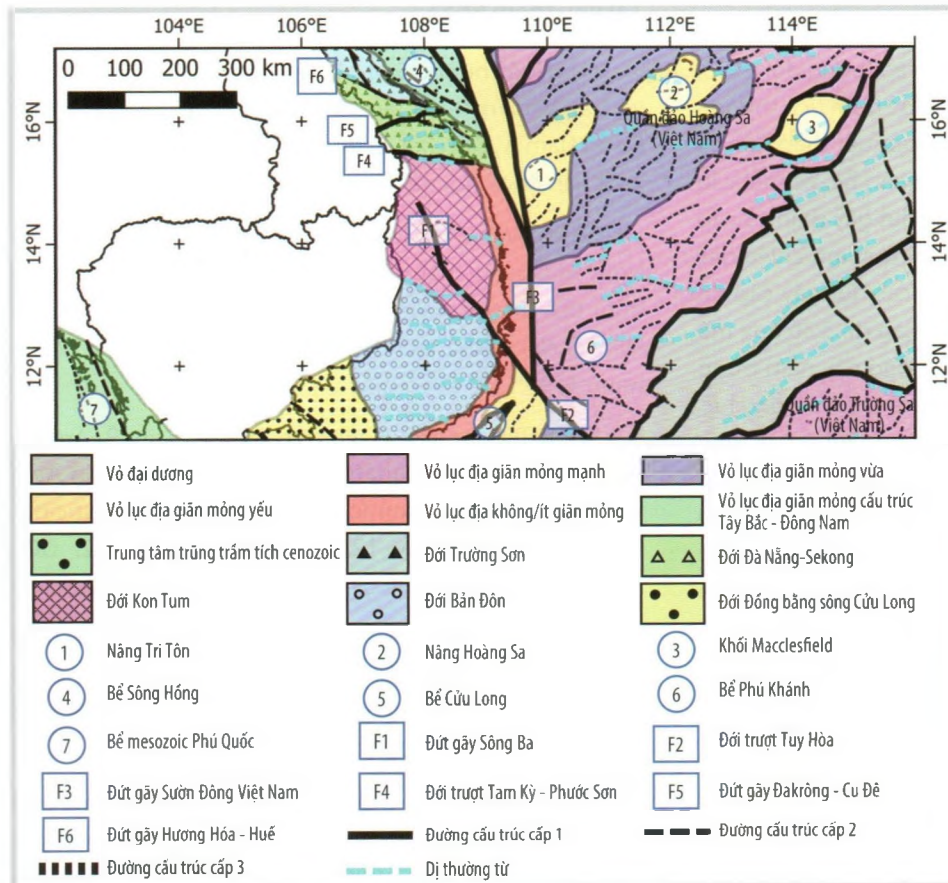 104°E 106°E 108°E 110°E 112°E 114°E
0 100 200 300 km
F6
4
2
16°N
F5
Quần đảo Hoàng Sa
(Việt Nam)
3
16°N
F4
1
14°N
F1
14°N
F3
6
12°N
12°N
7
5
F2
Quần đảo Trường Sa
(Việt Nam)
Vỏ đại dương
Vỏ lục địa giãn mỏng mạnh
Vỏ lục địa giãn mỏng vừa
Vỏ lục địa giãn mỏng yếu
Vỏ lục địa không/ít giãn mỏng
Vỏ lục địa giãn mỏng cấu trúc
Tây Bắc - Đông Nam
Trung tâm trũng trầm tích cenozoic
Đới Trường Sơn
Đới Đà Nẵng-Sekong
Đới Kon Tum
Đới Bản Đôn
Đới Đồng bằng sông Cửu Long
1 Nâng Tri Tôn
2 Nâng Hoàng Sa
3 Khối Macclesfield
4 Bể Sông Hồng
5 Bể Cửu Long
6 Bể Phú Khánh
7 Bể mesozoic Phú Quốc
F1 Đứt gãy Sông Ba
F2 Đới trượt Tuy Hòa
F3 Đứt gãy Sườn Đông Việt Nam
F4 Đới trượt Tam Kỳ - Phước Sơn
F5 Đứt gãy Đakrông - Cu Đê
F6 Đứt gãy Hương Hóa - Huế
Đường cấu trúc cấp 1
Đường cấu trúc cấp 2
Đường cấu trúc cấp 3
Dị thường từ